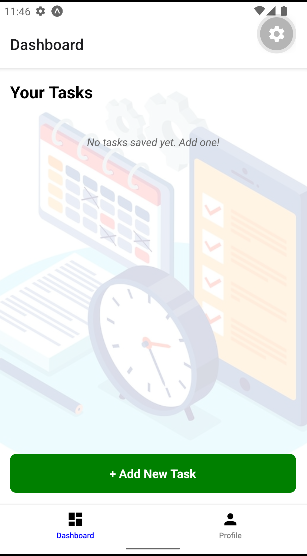 11:46
Dashboard
Your Tasks
No tasks saved yet. Add one!
+ Add New Task
Dashboard
Profile